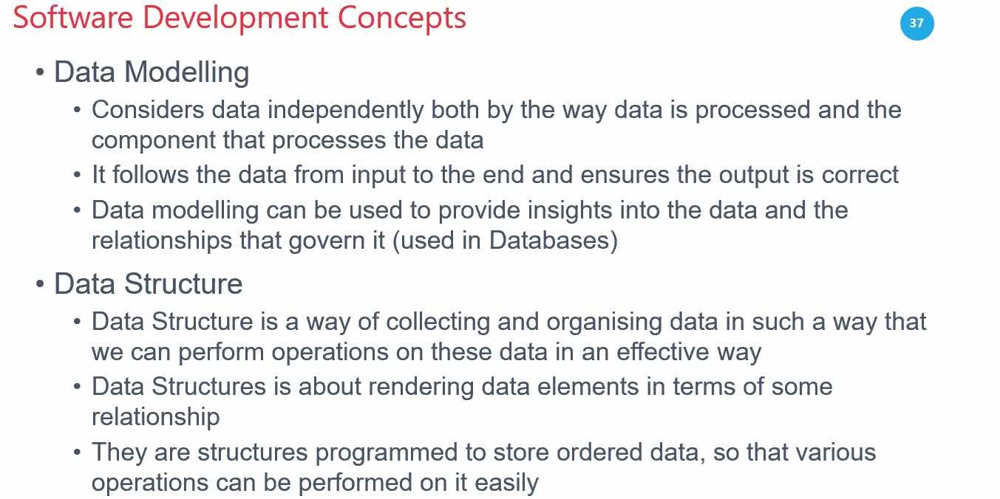 Software Development Concepts
37
• Data Modelling
• Considers data independently both by the way data is processed and the
component that processes the data
• It follows the data from input to the end and ensures the output is correct
• Data modelling can be used to provide insights into the data and the
relationships that govern it (used in Databases)
• Data Structure
• Data Structure is a way of collecting and organising data in such a way that
we can perform operations on these data in an effective way
• Data Structures is about rendering data elements in terms of some
relationship
• They are structures programmed to store ordered data, so that various
operations can be performed on it easily